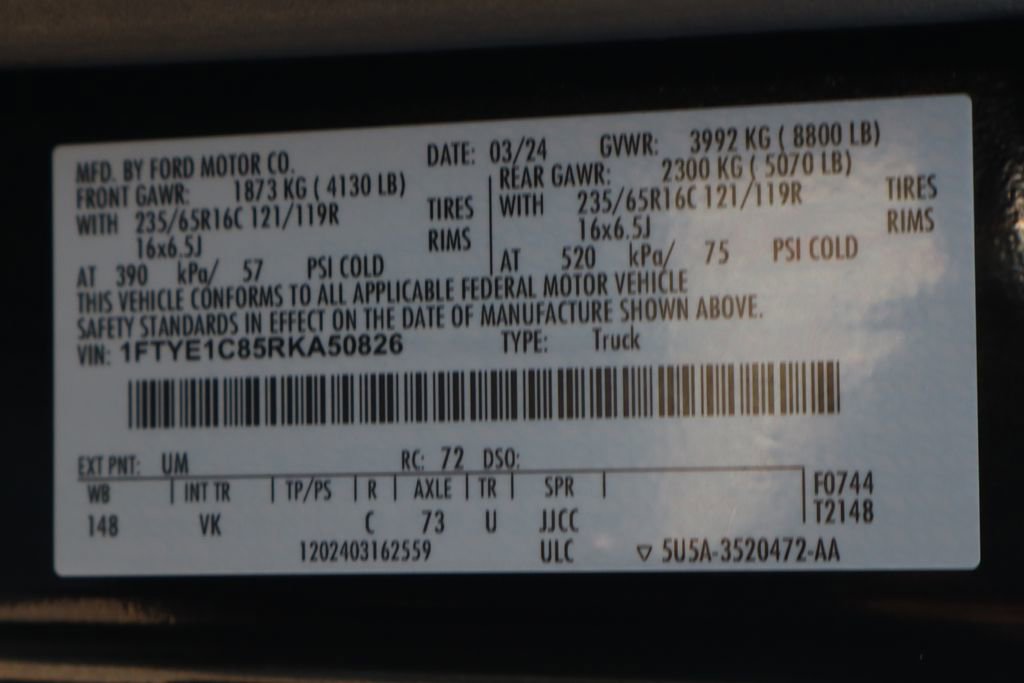 MFD. BY FORD MOTOR CO. DATE: 03/24 GVWR: 3992 KG ( 8800 LB)
FRONT GAWR: 1873 KG ( 4130 LB) REAR GAWR: 2300 KG ( 5070 LB)
WITH 235/65R16C 121/119R TIRES WITH 235/65R16C 121/119R TIRES
16x6.5J RIMS 16x6.5J RIMS
AT 390 kPa/ 57 PSI COLD AT 520 kPa/ 75 PSI COLD
THIS VEHICLE CONFORMS TO ALL APPLICABLE FEDERAL MOTOR VEHICLE
SAFETY STANDARDS IN EFFECT ON THE DATE OF MANUFACTURE SHOWN ABOVE.
VIN: 1FTYE1C85RKA50826 TYPE: Truck
EXT PNT: UM RC: 72 DSO:
WB INT TR TP/PS R AXLE TR SPR F0744
148 VK C 73 U JJCC T2148
1202403162559 ULC ▽ 5U5A-3520472-AA